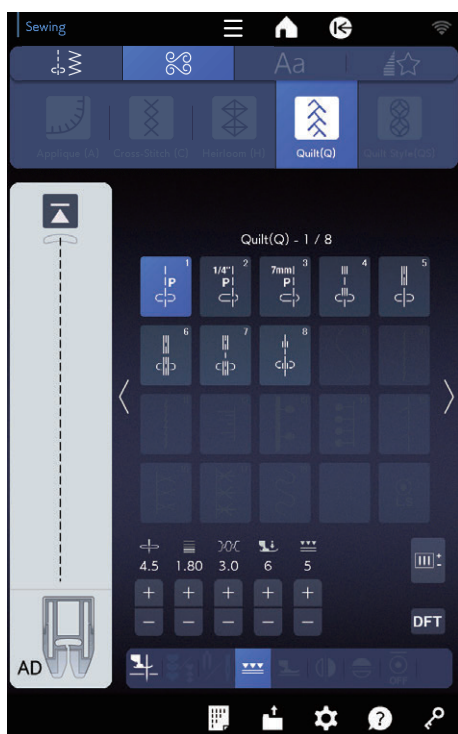 Sewing
Aa
Applique (A) Cross-Stitch (C) Heirloom (H) Quilt(Q) Quilt Style(QS)
Quilt(Q) - 1 / 8
1 P 1/4" 2 P 7mm 3 P 4 5
6 7 8
4.5 1.80 3.0 6 5
+ + + + +
− − − − −
DFT
AD
?